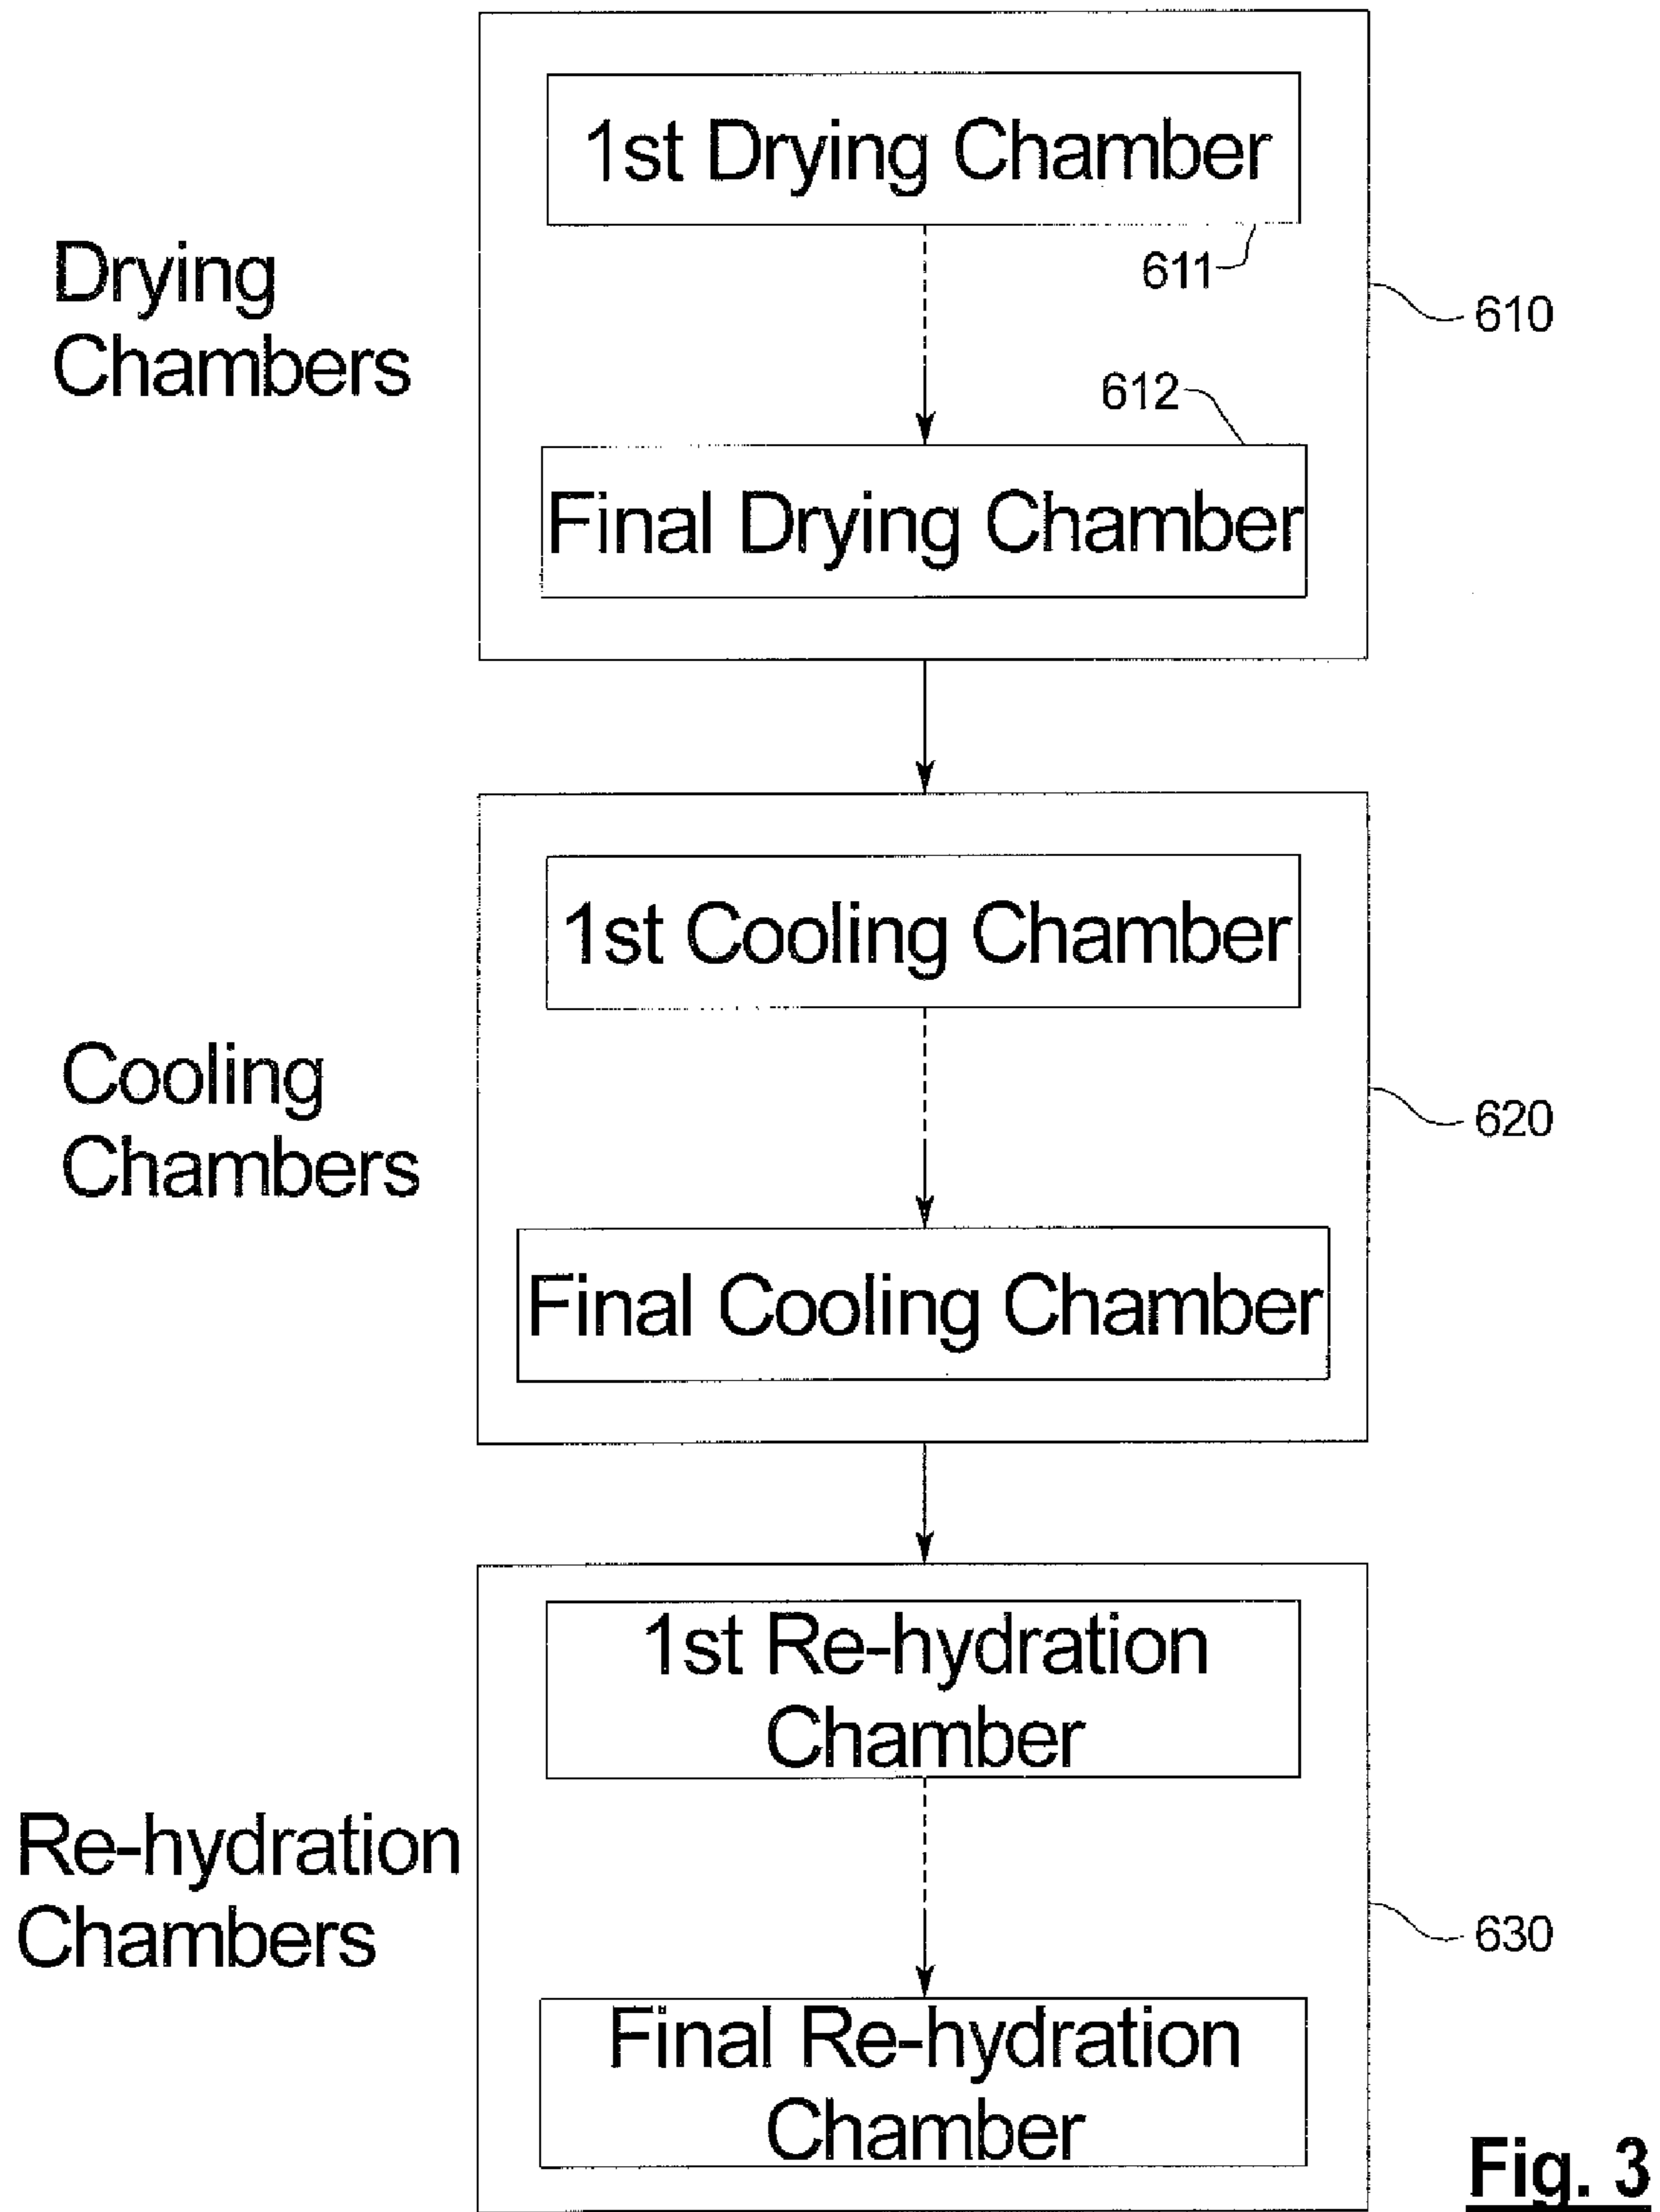 1st Drying Chamber
611
Drying
Chambers
610
612
Final Drying Chamber
1st Cooling Chamber
Cooling
Chambers
620
Final Cooling Chamber
1st Re-hydration
Chamber
Re-hydration
Chambers
630
Final Re-hydration
Chamber
Fig. 3